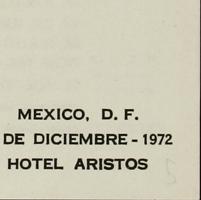 MEXICO, D. F.
DE DICIEMBRE - 1972
HOTEL ARISTOS